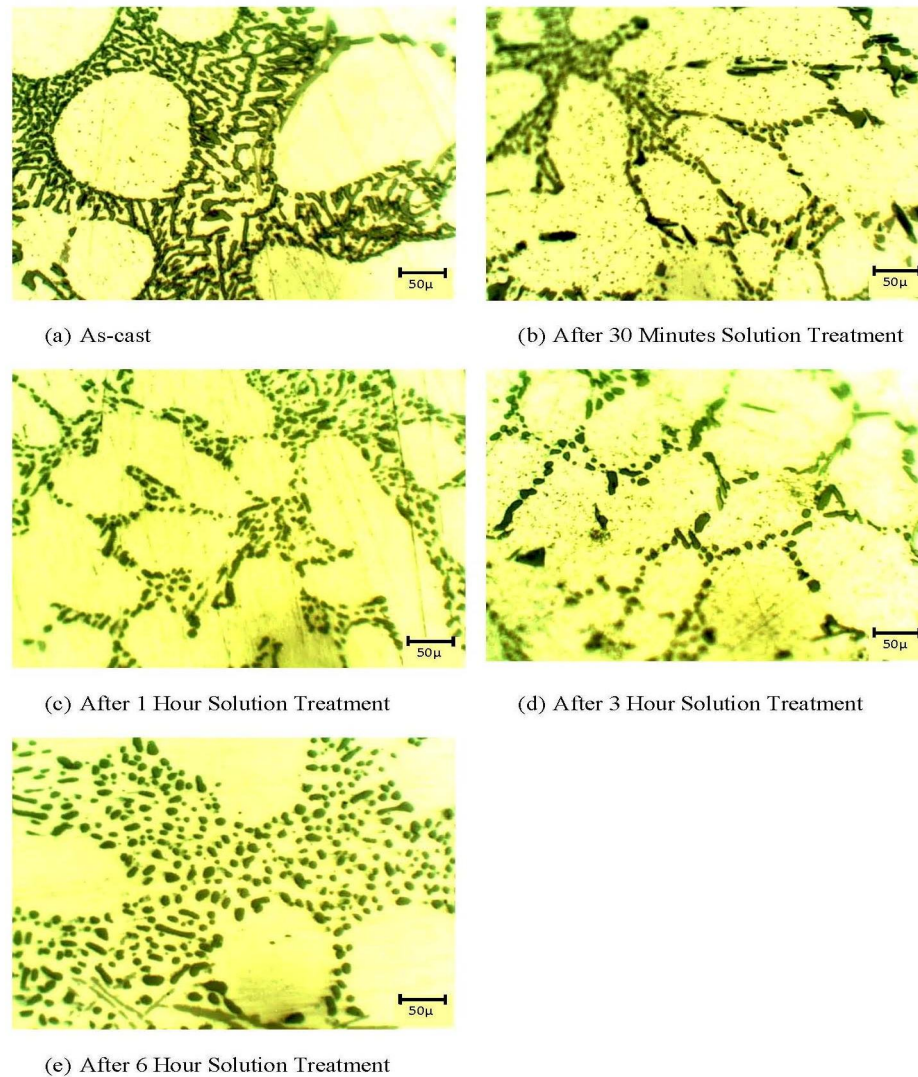 50μ
50μ
(a) As-cast
(b) After 30 Minutes Solution Treatment
50μ
50μ
(c) After 1 Hour Solution Treatment
(d) After 3 Hour Solution Treatment
50μ
(e) After 6 Hour Solution Treatment